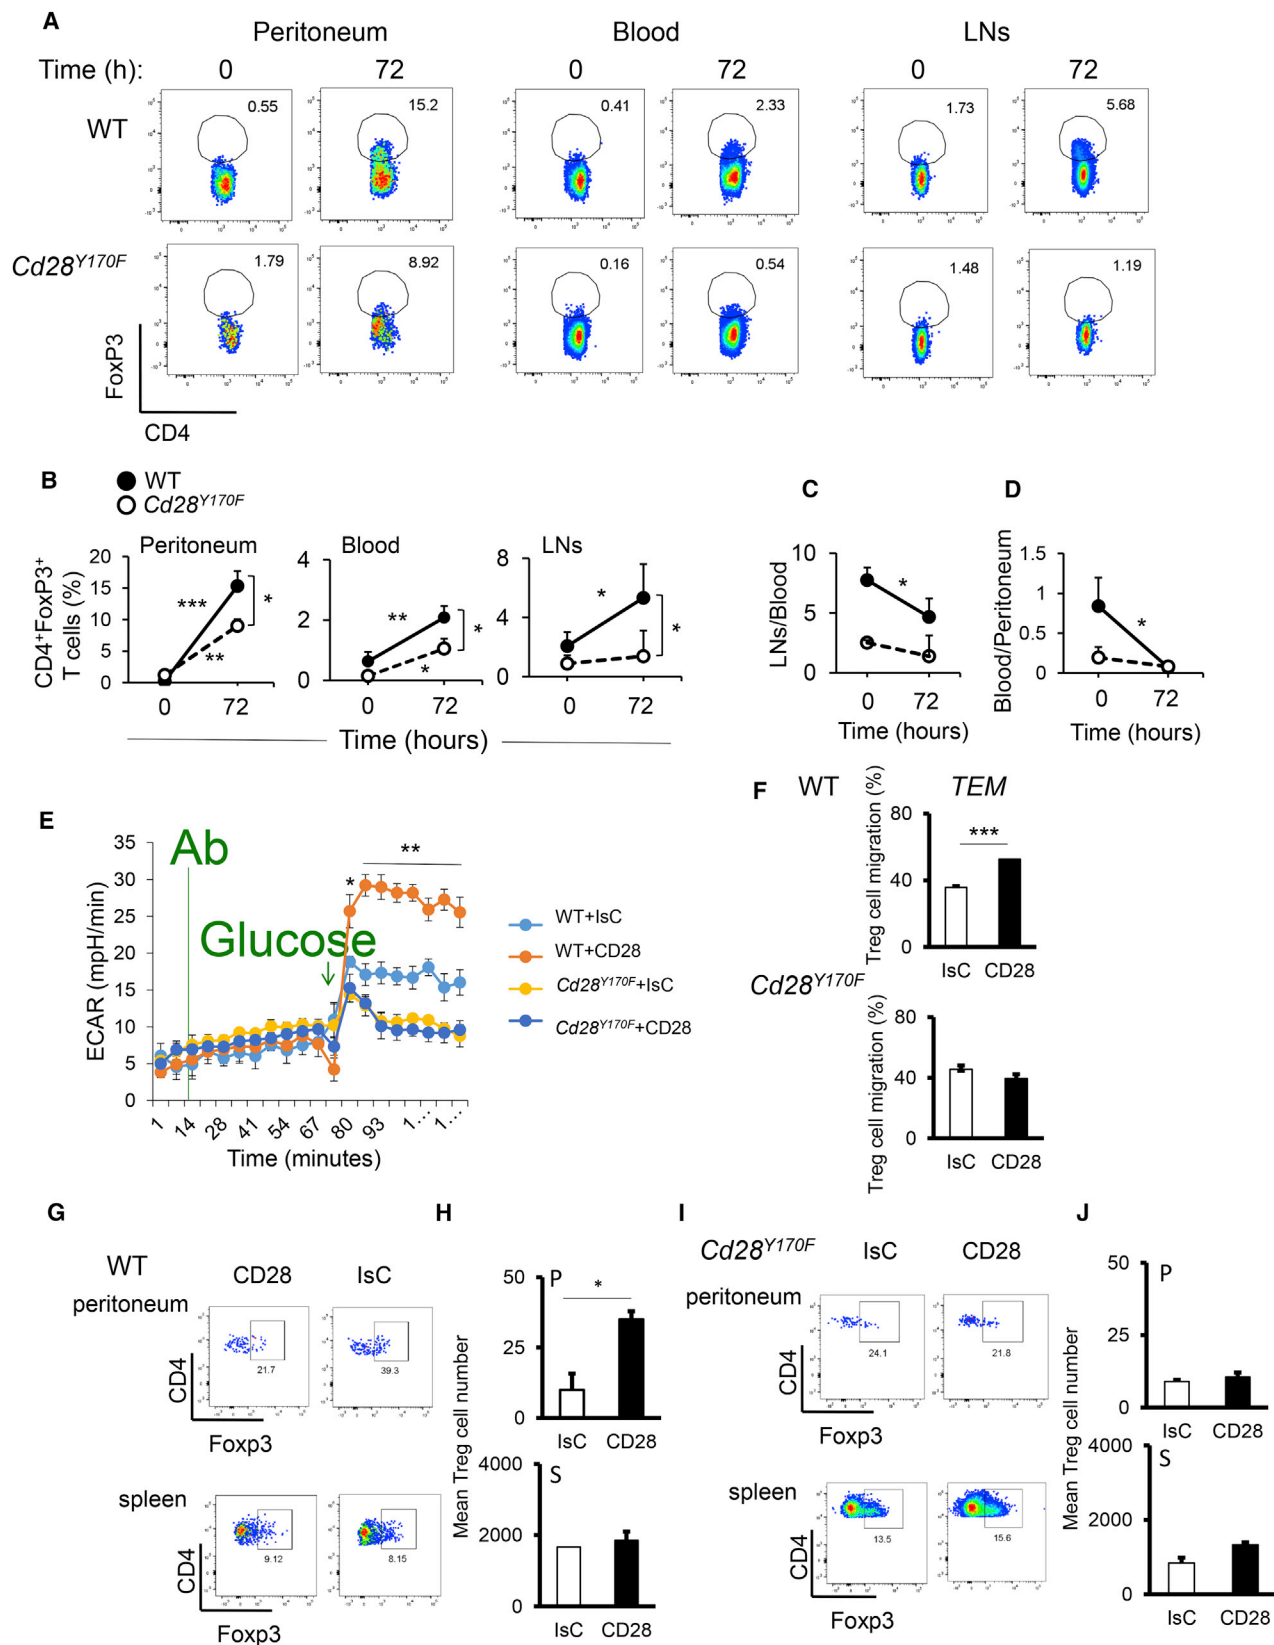 A
Peritoneum Blood LNs
Time (h): 0 72 0 72 0 72
WT 0.55 15.2 0.41 2.33 1.73 5.68
Cd28Y170F 1.79 8.92 0.16 0.54 1.48 1.19
FoxP3
CD4
B
WT
Cd28Y170F
Peritoneum Blood LNs
CD4+FoxP3+
T cells (%)
20
15
10
5
0
*** ** *
4
2
0
** * *
8
4
0
* *
0 72 0 72 0 72
Time (hours)
C
LNs/Blood
10
5
0
*
0 72
Time (hours)
D
Blood/Peritoneum
1.5
1
0.5
0
*
0 72
Time (hours)
E
ECAR (mpH/min)
35
30
25
20
15
10
5
0
Ab
Glucose
* **
1 14 28 41 54 67 80 93 1... 1...
Time (minutes)
WT+IsC
WT+CD28
Cd28Y170F+IsC
Cd28Y170F+CD28
F
WT TEM
Treg cell migration (%)
80
40
0
***
IsC CD28
Cd28Y170F
Treg cell migration (%)
80
40
0
IsC CD28
G
WT
CD28 IsC
peritoneum
21.7 39.3
CD4
Foxp3
spleen
9.12 8.15
CD4
Foxp3
H
Mean Treg cell number
50
25
0
P
*
IsC CD28
4000
2000
0
S
IsC CD28
I
Cd28Y170F IsC CD28
peritoneum
24.1 21.8
CD4
Foxp3
spleen
13.5 15.6
CD4
Foxp3
J
Mean Treg cell number
50
25
0
P
IsC CD28
4000
2000
0
S
IsC CD28